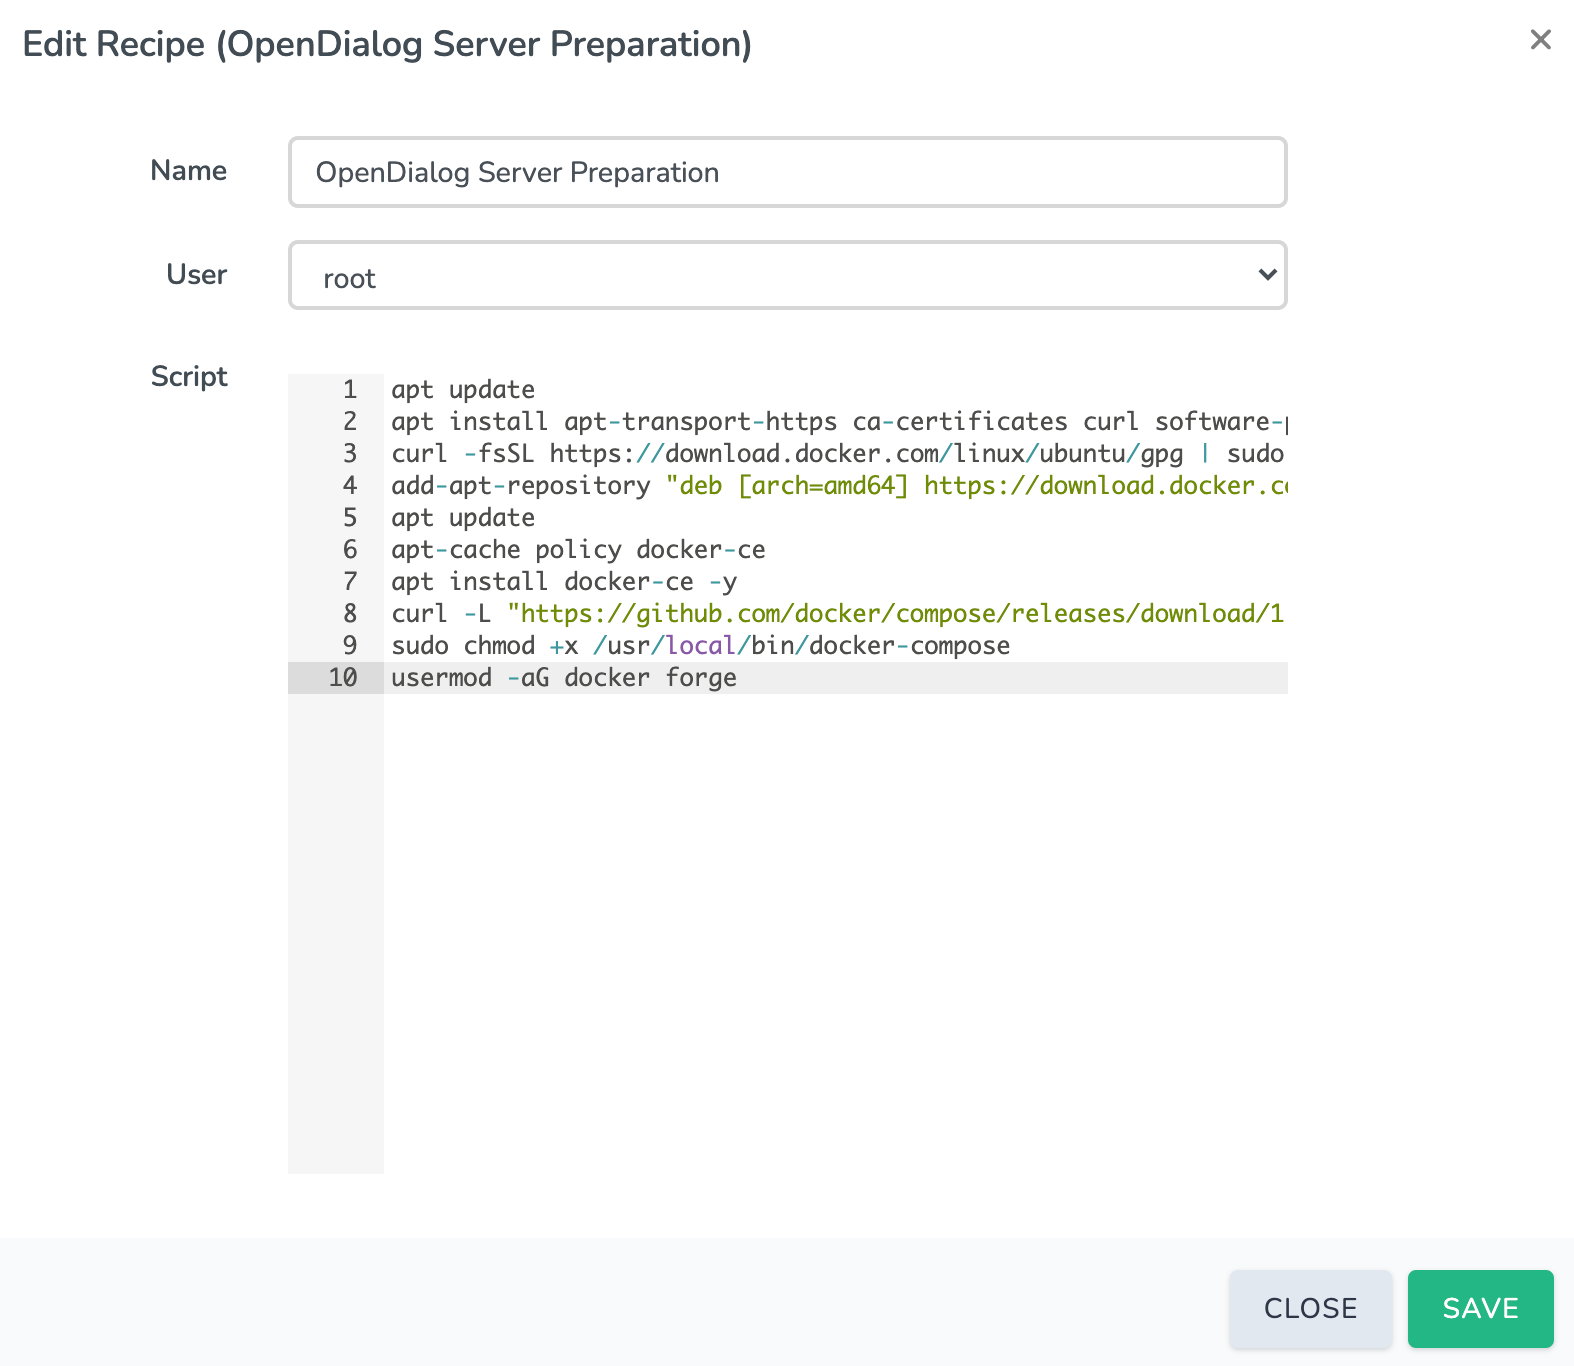 Edit Recipe (OpenDialog Server Preparation)
Name
OpenDialog Server Preparation
User
root
Script
1 apt update
2 apt install apt-transport-https ca-certificates curl software-
3 curl -fsSL https://download.docker.com/linux/ubuntu/gpg | sudo
4 add-apt-repository "deb [arch=amd64] https://download.docker.c
5 apt update
6 apt-cache policy docker-ce
7 apt install docker-ce -y
8 curl -L "https://github.com/docker/compose/releases/download/1
9 sudo chmod +x /usr/local/bin/docker-compose
10 usermod -aG docker forge
CLOSE
SAVE